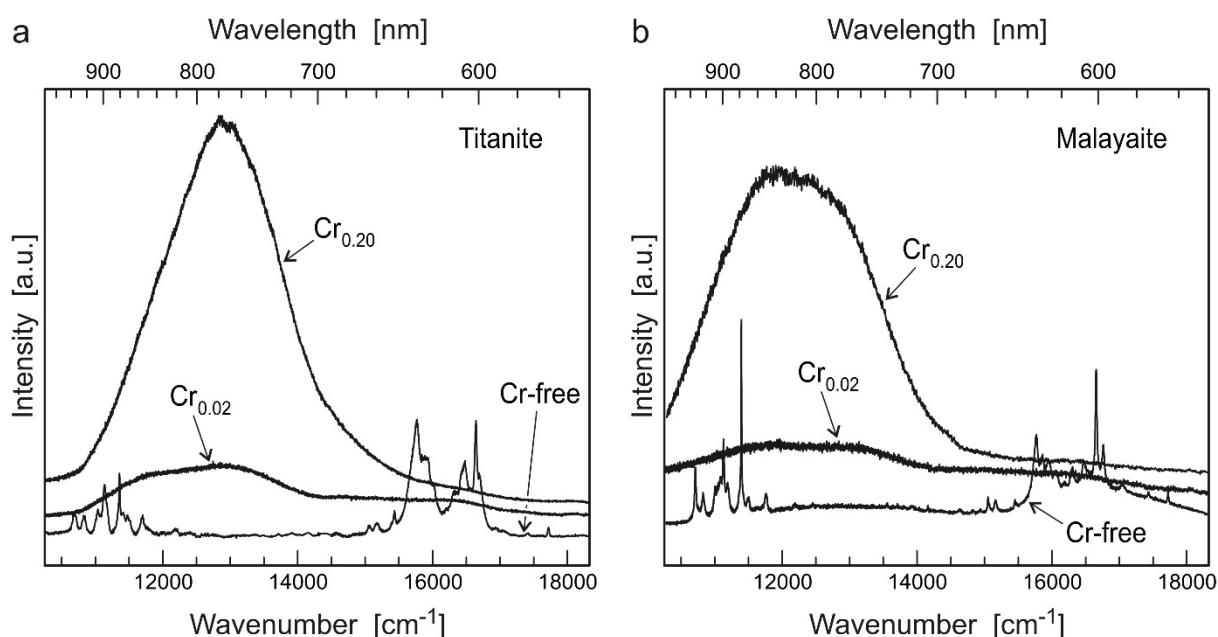 a
Wavelength [nm]
900 800 700 600
Titanite
Cr0.20
Cr0.02
Cr-free
Intensity [a.u.]
12000 14000 16000 18000
Wavenumber [cm-1]
b
Wavelength [nm]
900 800 700 600
Malayaite
Cr0.20
Cr0.02
Cr-free
Intensity [a.u.]
12000 14000 16000 18000
Wavenumber [cm-1]